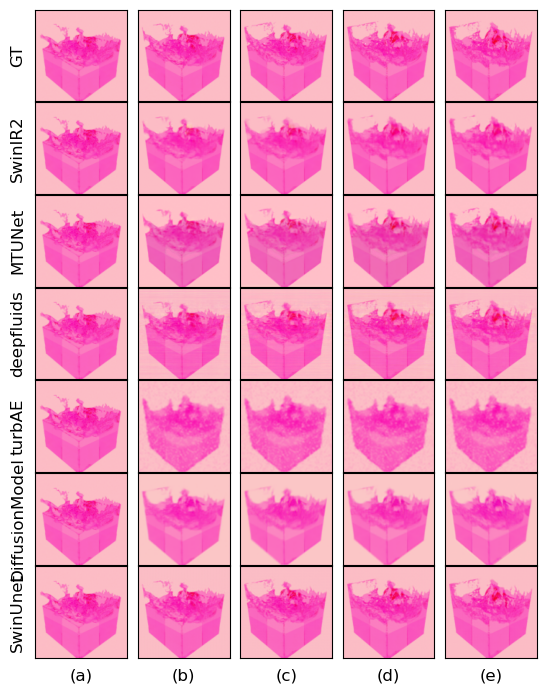 GT
SwinIR2
MTUNet
deepfluids
turbAE
DiffusionModel
SwinUnet
(a) (b) (c) (d) (e)